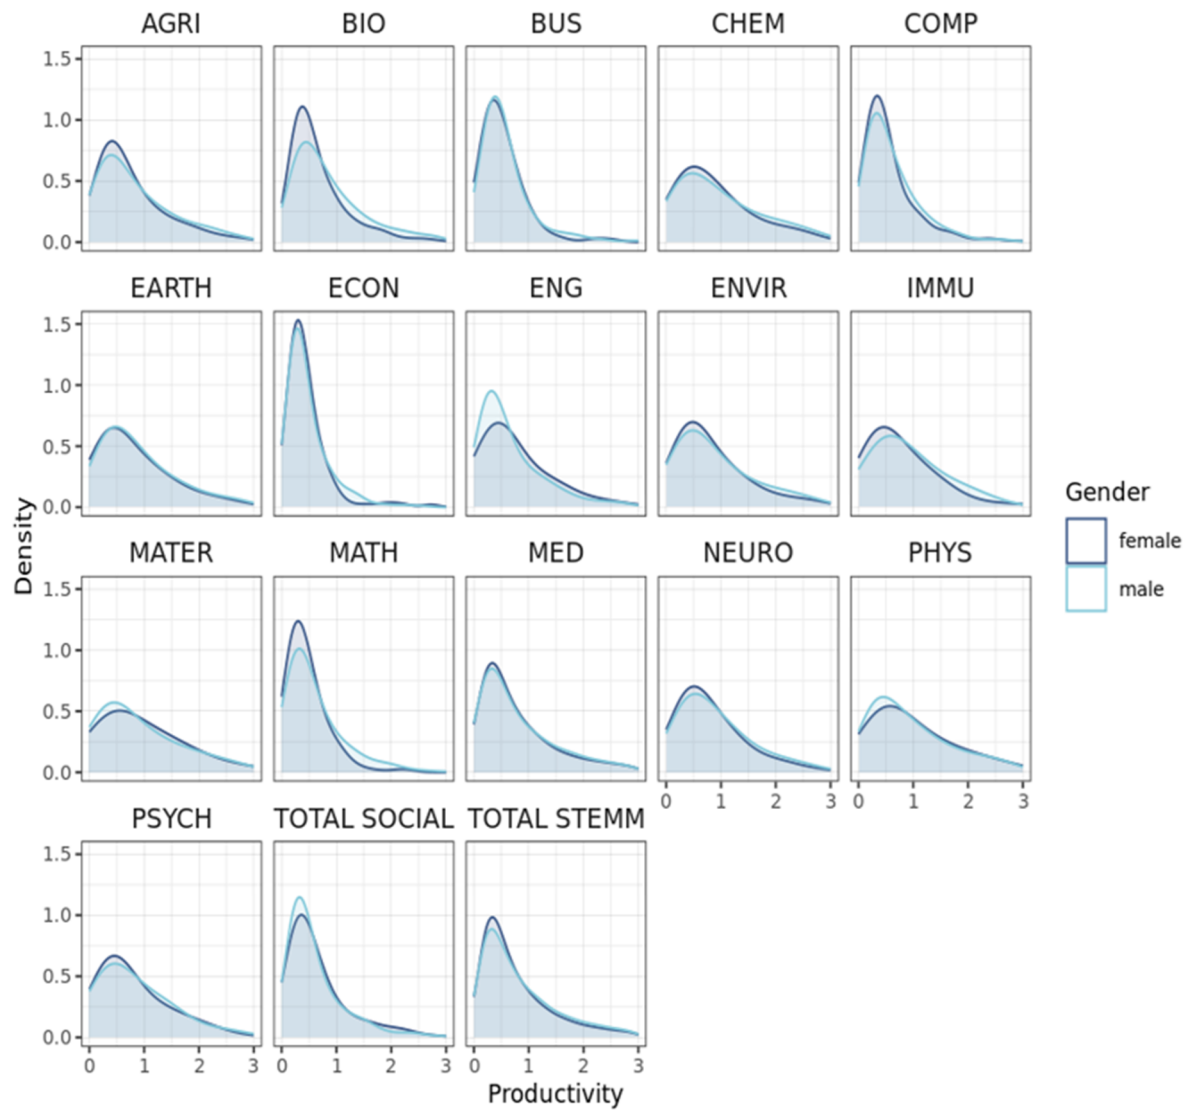 AGRI BIO BUS CHEM COMP
1.5
1.0
0.5
0.0
EARTH ECON ENG ENVIR IMMU
1.5
1.0
0.5
0.0
MATER MATH MED NEURO PHYS
1.5
1.0
0.5
0.0
0 1 2 3 0 1 2 3
PSYCH TOTAL SOCIAL TOTAL STEMM
1.5
1.0
0.5
0.0
0 1 2 3 0 1 2 3 0 1 2 3
Productivity
Density
Gender
female
male